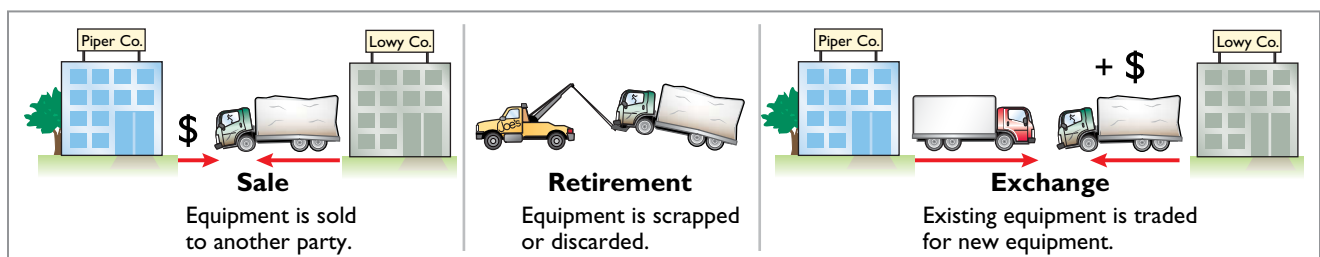 Piper Co.
Lowy Co.
$
Sale
Equipment is sold
to another party.
Joe's
Retirement
Equipment is scrapped
or discarded.
Piper Co.
Lowy Co.
+ $
Exchange
Existing equipment is traded
for new equipment.